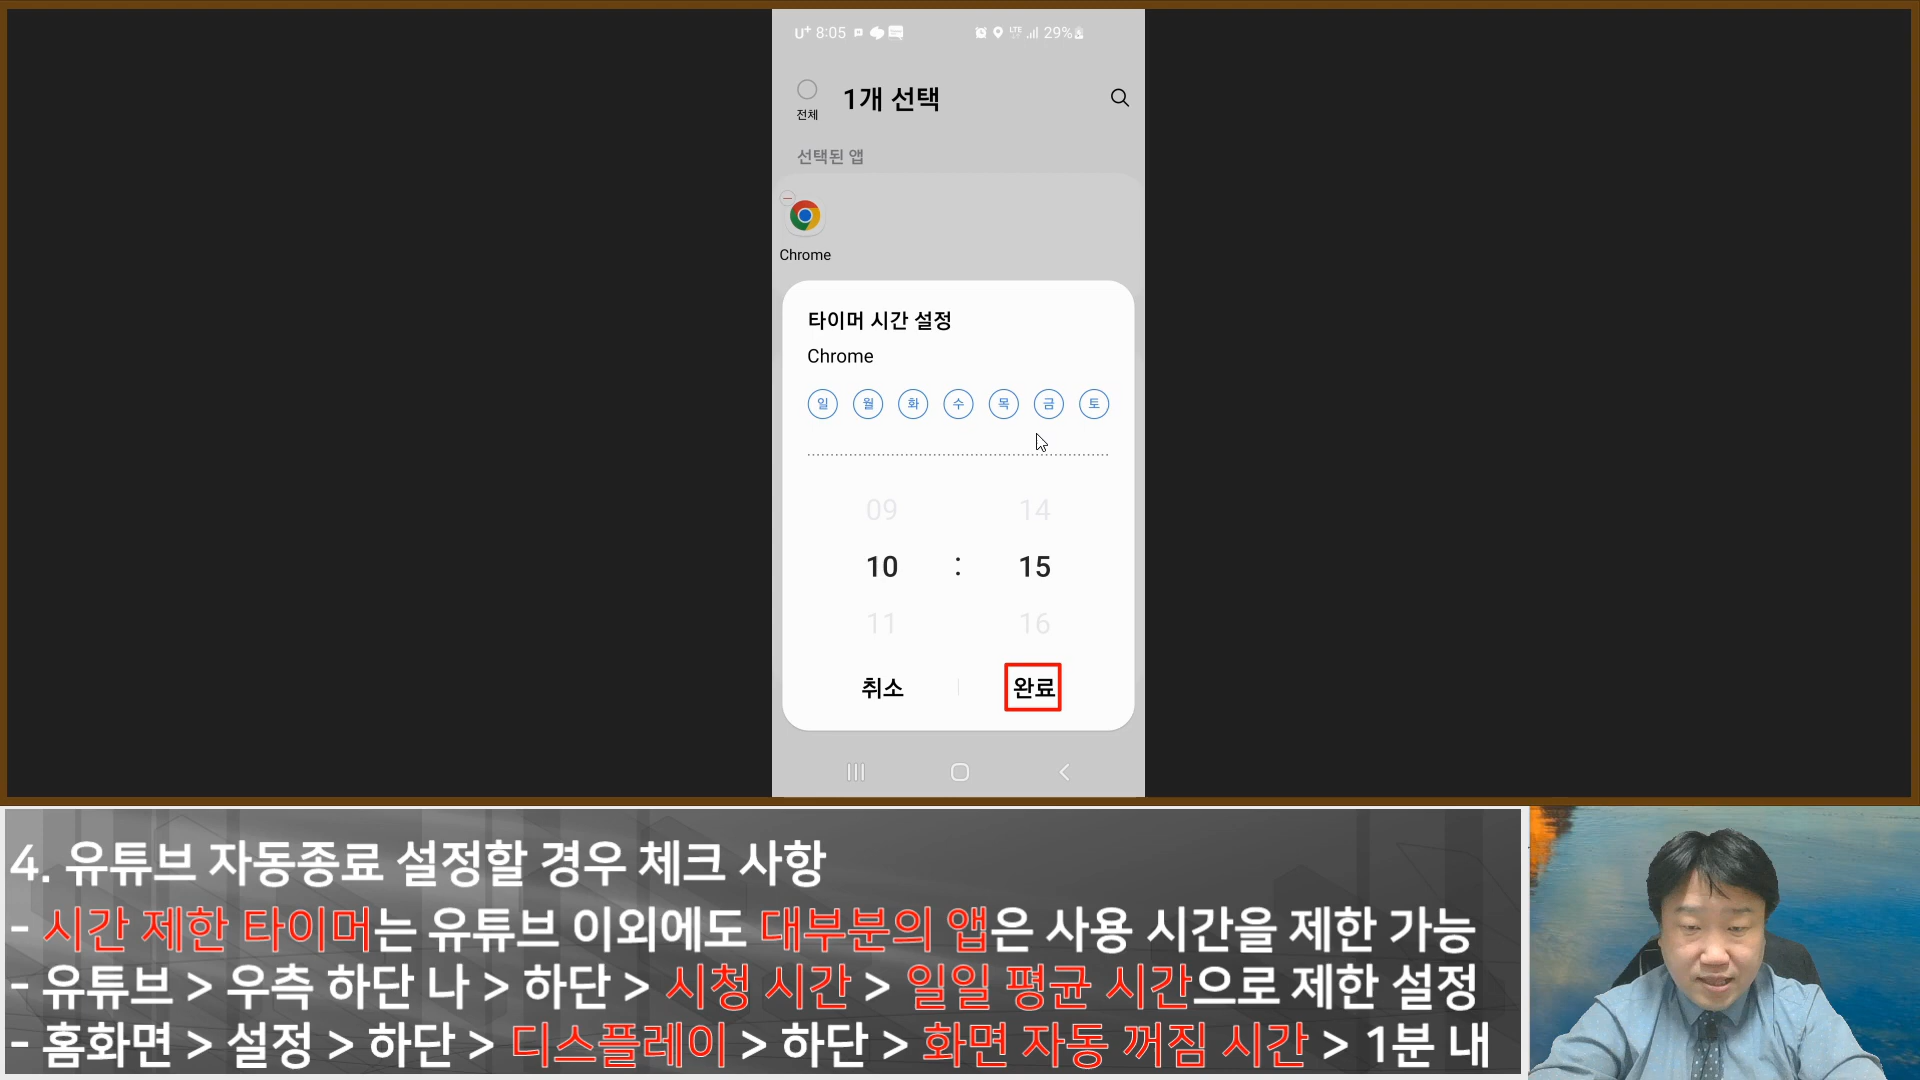 U+ 8:05 LTE 29%
전체
1개 선택
선택된 앱
Chrome
타이머 시간 설정
Chrome
일 월 화 수 목 금 토
09 14
10 : 15
11 16
취소 완료
4. 유튜브 자동종료 설정할 경우 체크 사항
- 시간 제한 타이머는 유튜브 이외에도 대부분의 앱은 사용 시간을 제한 가능
- 유튜브 > 우측 하단 나 > 하단 > 시청 시간 > 일일 평균 시간으로 제한 설정
- 홈화면 > 설정 > 하단 > 디스플레이 > 하단 > 화면 자동 꺼짐 시간 > 1분 내